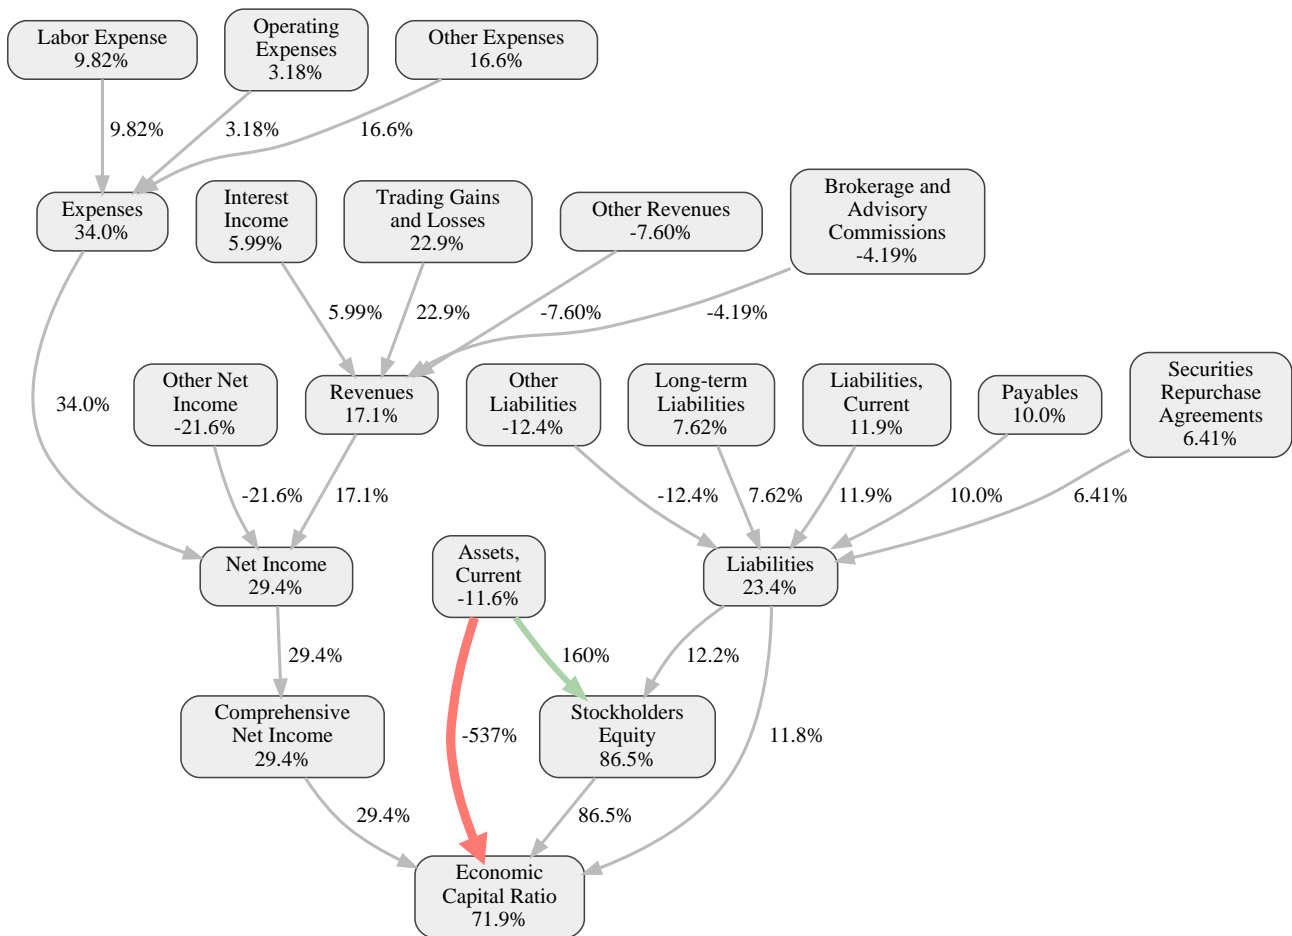 Labor Expense
9.82%
Operating
Expenses
3.18%
Other Expenses
16.6%
9.82%
3.18%
16.6%
Expenses
34.0%
Interest
Income
5.99%
Trading Gains
and Losses
22.9%
Other Revenues
-7.60%
Brokerage and
Advisory
Commissions
-4.19%
5.99%
22.9%
-7.60%
-4.19%
34.0%
Other Net
Income
-21.6%
Revenues
17.1%
Other
Liabilities
-12.4%
Long-term
Liabilities
7.62%
Liabilities,
Current
11.9%
Payables
10.0%
Securities
Repurchase
Agreements
6.41%
-21.6%
17.1%
-12.4%
7.62%
11.9%
10.0%
6.41%
Net Income
29.4%
Assets,
Current
-11.6%
Liabilities
23.4%
29.4%
160%
12.2%
Comprehensive
Net Income
29.4%
-537%
Stockholders
Equity
86.5%
11.8%
29.4%
86.5%
Economic
Capital Ratio
71.9%